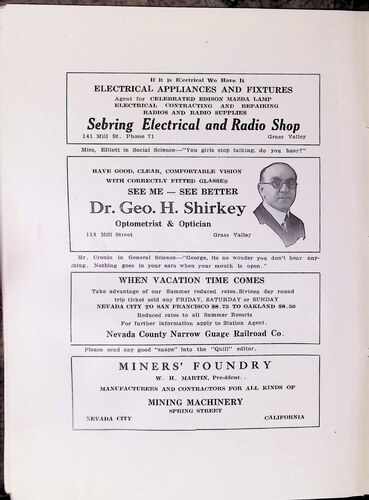 If it is Electrical We Have It
ELECTRICAL APPLIANCES AND FIXTURES
Agent for CELEBRATED EDISON MAZDA LAMP
ELECTRICAL CONTRACTING AND REPAIRING
RADIOS AND RADIO SUPPLIES
Sebring Electrical and Radio Shop
141 Mill St. Phone 71 Grass Valley
Miss, Elliott in Social Science—"You girls stop talking, do you hear?"
HAVE GOOD, CLEAR, COMFORTABLE VISION
WITH CORRECTLY FITTED GLASSES
SEE ME — SEE BETTER
Dr. Geo. H. Shirkey
Optometrist & Optician
118 Mill Street Grass Valley
Mr. Cronin in General Science—"George, its no wonder you don't hear any-
ming. Nothing goes in your ears when your mouth is open."
WHEN VACATION TIME COMES
Take advantage of our Summer reduced rates. Sixteen day round
trip ticket sold any FRIDAY, SATURDAY or SUNDAY
NEVADA CITY TO SAN FRANCISCO $8.75 TO OAKLAND $8.50
Reduced rates to all Summer Resorts
For further information apply to Station Agent,
Nevada County Narrow Guage Railroad Co.
Please send any good "snaps" into the "Quill" editor.
MINERS' FOUNDRY
W. H. MARTIN, President..
MANUFACTURERS AND CONTRACTORS FOR ALL KINDS OF
MINING MACHINERY
SPRING STREET
NEVADA CITY CALIFORNIA